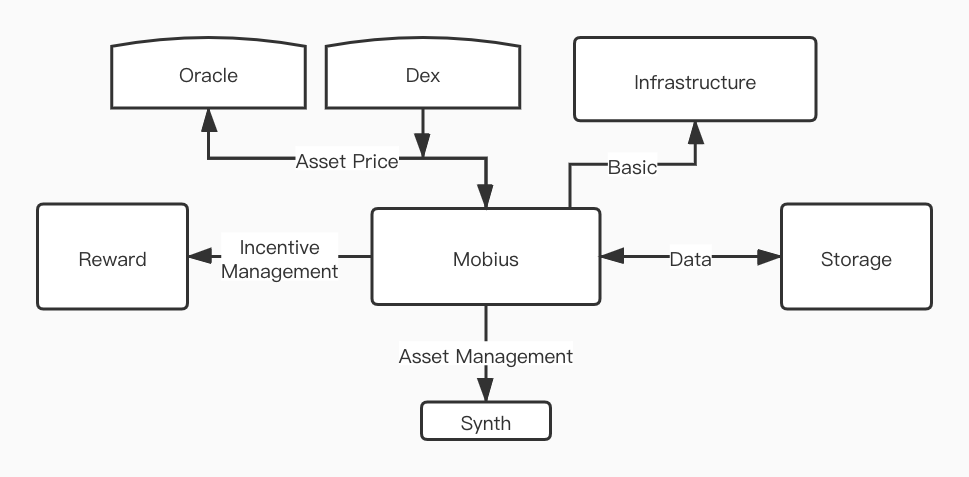 Oracle
Dex
Infrastructure
Asset Price
Basic
Reward
Incentive
Management
Mobius
Data
Storage
Asset Management
Synth